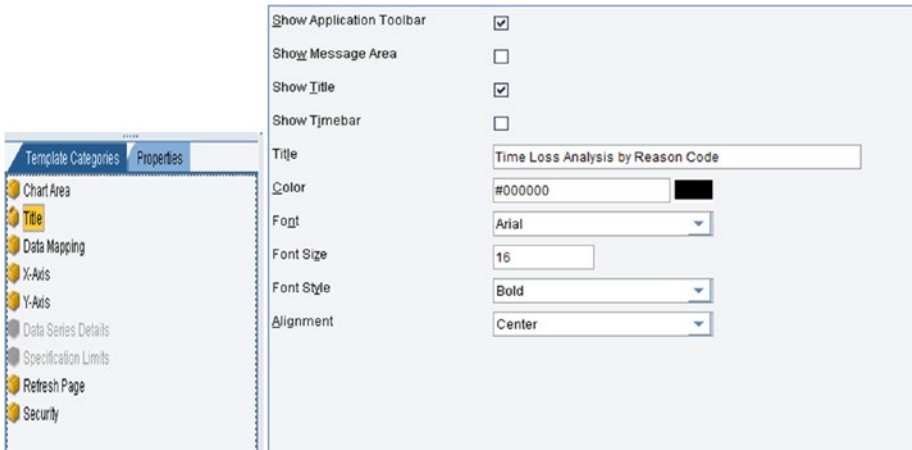 Template Categories Properties
Chart Area
Title
Data Mapping
X-Axis
Y-Axis
Data Series Details
Specification Limits
Refresh Page
Security
Show Application Toolbar
Show Message Area
Show Title
Show Timebar
Title Time Loss Analysis by Reason Code
Color #000000
Font Arial
Font Size 16
Font Style Bold
Alignment Center